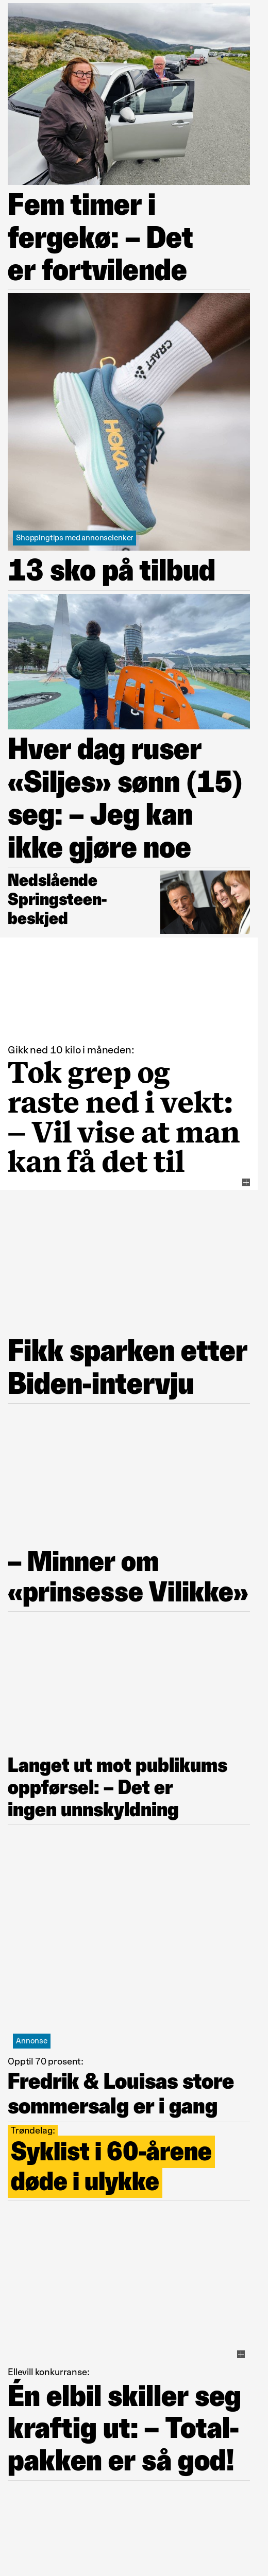 Fem timer i
fergekø: – Det
er fortvilende
CRAFT
HOKA
Shoppingtips med annonselenker
13 sko på tilbud
Hver dag ruser
«Siljes» sønn (15)
seg: – Jeg kan
ikke gjøre noe
Nedslående
Springsteen-
beskjed
Gikk ned 10 kilo i måneden:
Tok grep og
raste ned i vekt:
– Vil vise at man
kan få det til
Fikk sparken etter
Biden-intervju
– Minner om
«prinsesse Vilikke»
Langet ut mot publikums
oppførsel: – Det er
ingen unnskyldning
Annonse
Opptil 70 prosent:
Fredrik & Louisas store
sommersalg er i gang
Trøndelag:
Syklist i 60-årene
døde i ulykke
Ellevill konkurranse:
Én elbil skiller seg
kraftig ut: – Total-
pakken er så god!